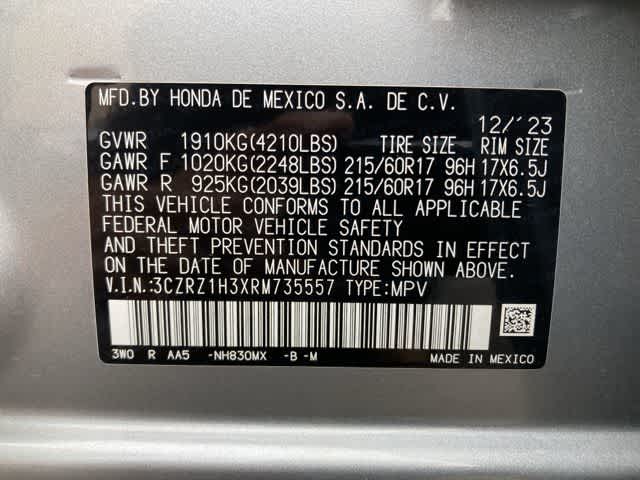 MFD.BY HONDA DE MEXICO S.A. DE C.V.
12/'23
GVWR 1910KG(4210LBS) TIRE SIZE RIM SIZE
GAWR F 1020KG(2248LBS) 215/60R17 96H 17X6.5J
GAWR R 925KG(2039LBS) 215/60R17 96H 17X6.5J
THIS VEHICLE CONFORMS TO ALL APPLICABLE
FEDERAL MOTOR VEHICLE SAFETY
AND THEFT PREVENTION STANDARDS IN EFFECT
ON THE DATE OF MANUFACTURE SHOWN ABOVE.
V.I.N.:3CZRZ1H3XRM735557 TYPE:MPV
3W0 R AA5 -NH830MX -B -M MADE IN MEXICO